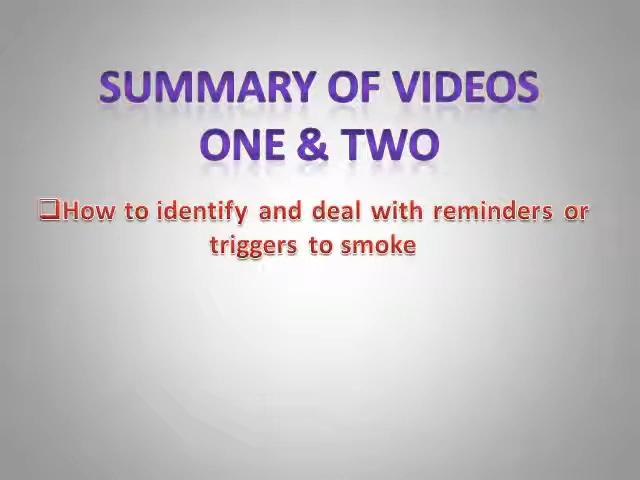 SUMMARY OF VIDEOS
ONE & TWO
❑How to identify and deal with reminders or
triggers to smoke